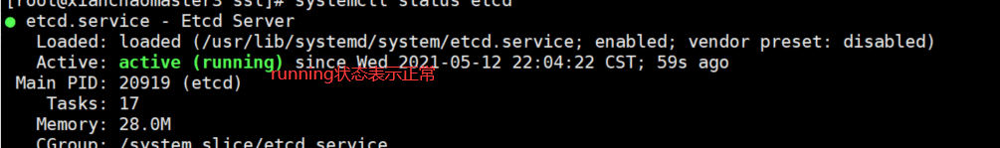 [root@xianchaomaster3 ssl]# systemctl status etcd
● etcd.service - Etcd Server
Loaded: loaded (/usr/lib/systemd/system/etcd.service; enabled; vendor preset: disabled)
Active: active (running) since Wed 2021-05-12 22:04:22 CST; 59s ago
running状态表示正常
Main PID: 20919 (etcd)
Tasks: 17
Memory: 28.0M
CGroup: /system.slice/etcd.service